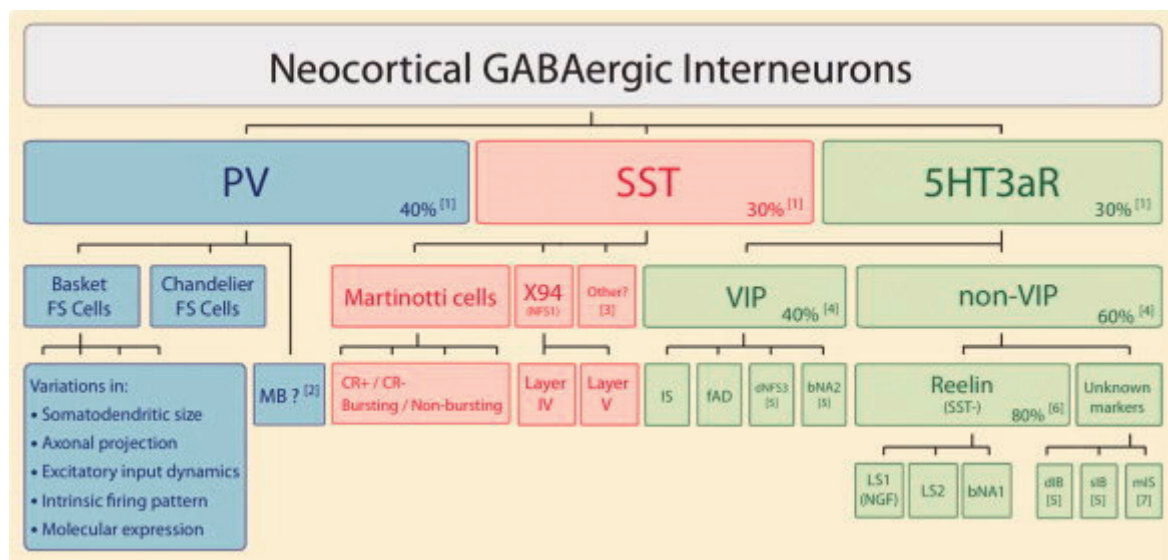 Neocortical GABAergic Interneurons
PV
40% [1]
SST
30% [1]
5HT3aR
30% [1]
Basket
FS Cells
Chandelier
FS Cells
Martinotti cells
X94
(NFS1)
Other?
[3]
VIP
40% [4]
non-VIP
60% [4]
Variations in:
• Somatodendritic size
• Axonal projection
• Excitatory input dynamics
• Intrinsic firing pattern
• Molecular expression
MB ? [2]
CR+ / CR-
Bursting / Non-bursting
Layer
IV
Layer
V
IS
fAD
dNFS3
[5]
bNA2
[5]
Reelin
(SST-)
80% [6]
Unknown
markers
LS1
(NGF)
LS2
bNA1
dIB
[5]
sIB
[5]
mIS
[7]